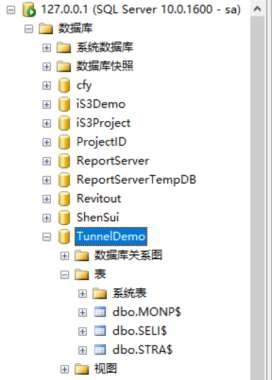 127.0.0.1 (SQL Server 10.0.1600 - sa)
数据库
系统数据库
数据库快照
cfy
iS3Demo
iS3Project
ProjectID
ReportServer
ReportServerTempDB
Revitout
ShenSui
TunnelDemo
数据库关系图
表
系统表
dbo.MONP$
dbo.SELI$
dbo.STRA$
视图